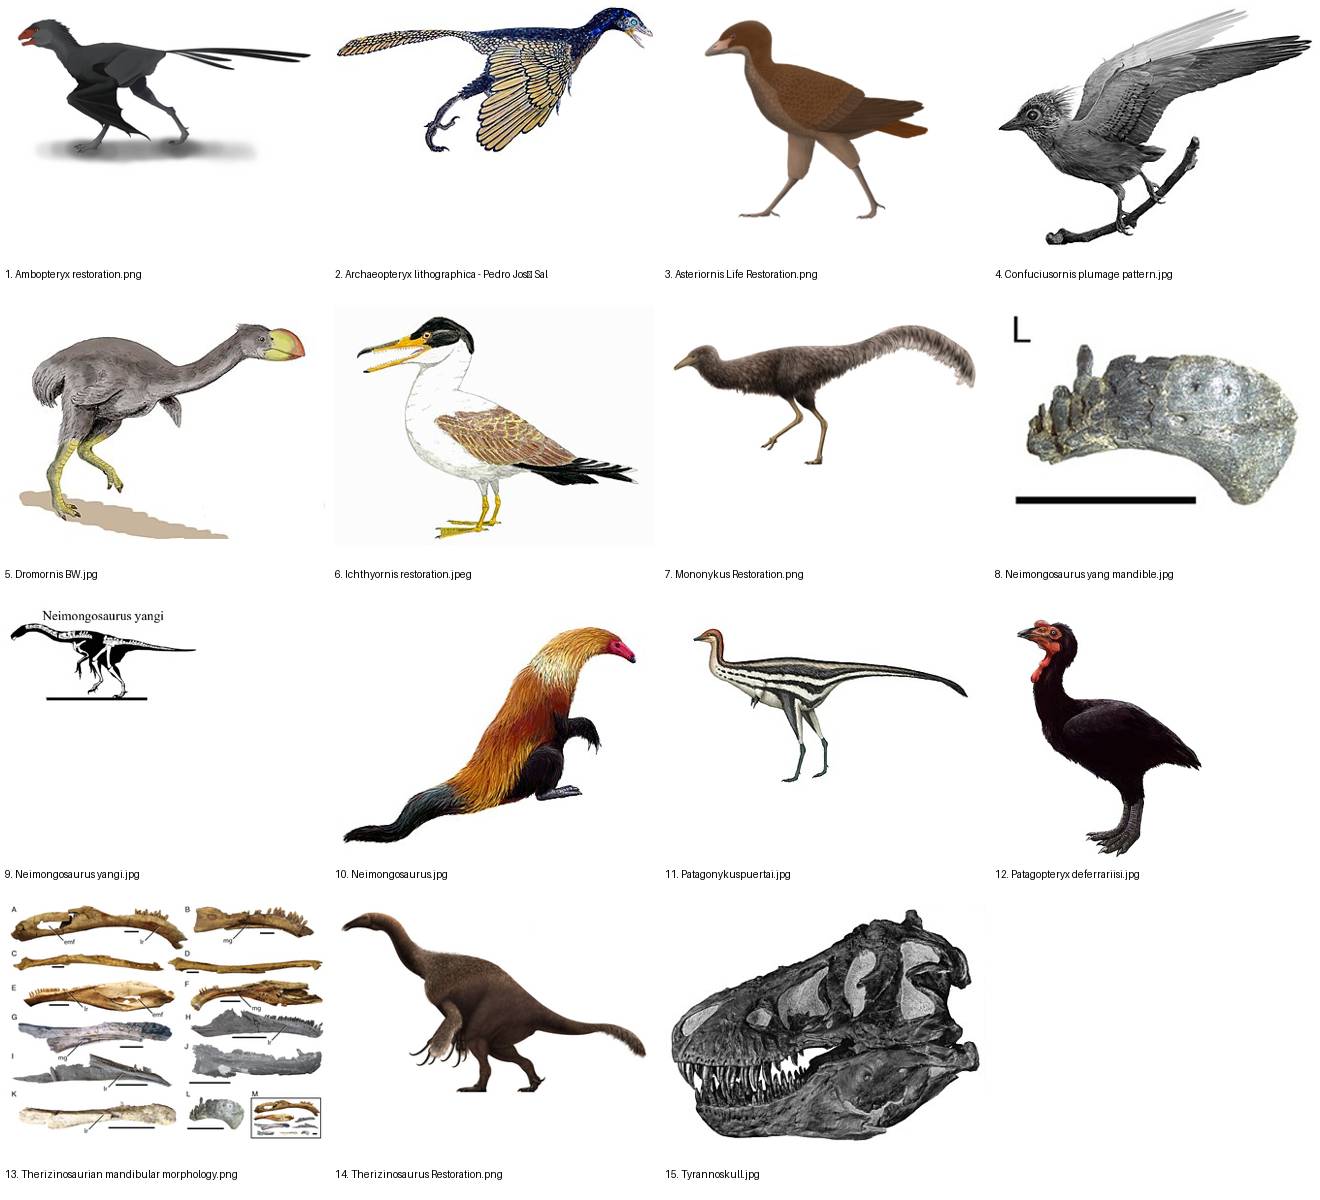 1. Ambopteryx restoration.png
2. Archaeopteryx lithographica - Pedro Jos Sal
3. Asteriornis Life Restoration.png
4. Confuciusornis plumage pattern.jpg
L
5. Dromornis BW.jpg
6. Ichthyornis restoration.jpeg
7. Mononykus Restoration.png
8. Neimongosaurus yang mandible.jpg
Neimongosaurus yangi
9. Neimongosaurus yangi.jpg
10. Neimongosaurus.jpg
11. Patagonykuspuertai.jpg
12. Patagopteryx deferrariisi.jpg
A B
emf lr mg
C D
E F
lr emf mg
G H
mg lr
I J
lr
K L M
lr
13. Therizinosaurian mandibular morphology.png
14. Therizinosaurus Restoration.png
15. Tyrannoskull.jpg